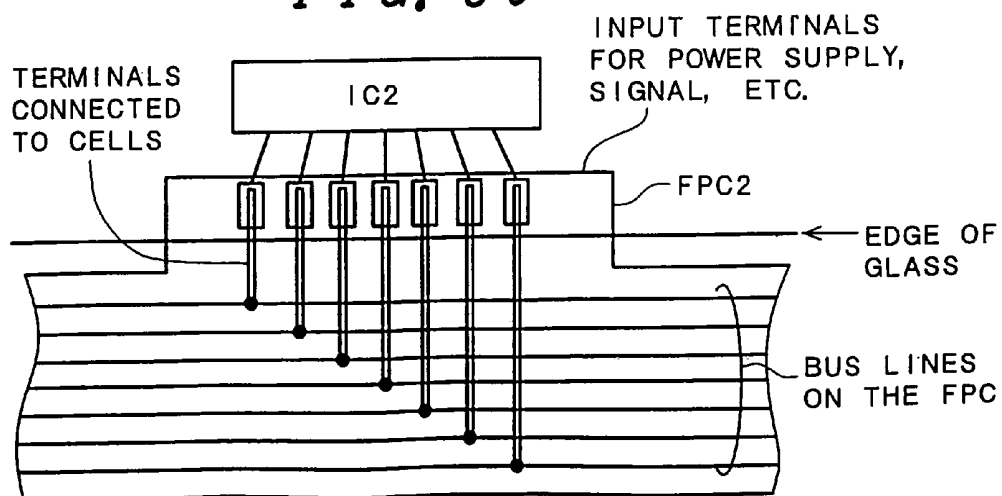 INPUT TERMINALS
FOR POWER SUPPLY,
SIGNAL, ETC.
TERMINALS
CONNECTED
TO CELLS
IC2
FPC2
EDGE OF
GLASS
BUS LINES
ON THE FPC